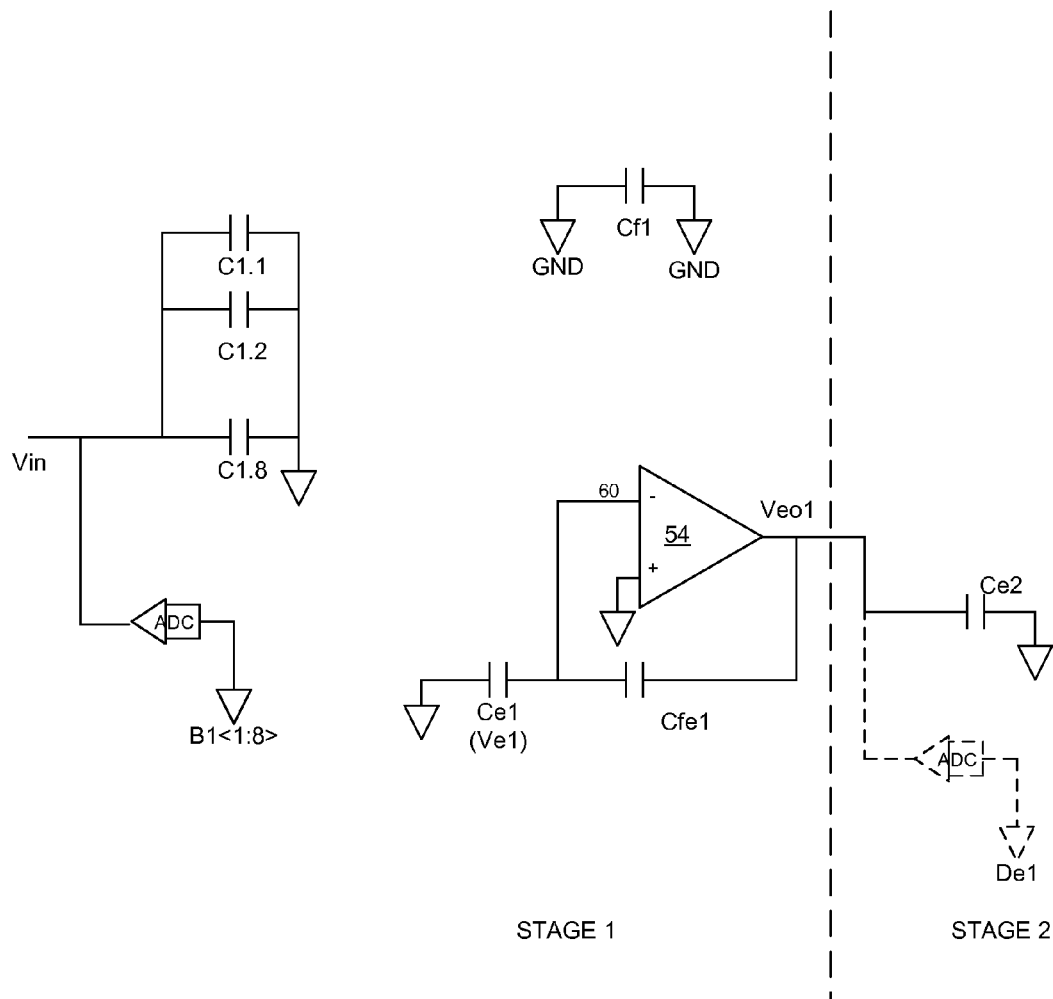 Cf1
GND
GND
C1.1
C1.2
C1.8
Vin
60
-
54
+
Veo1
Ce2
ADC
B1<1:8>
Ce1
(Ve1)
Cfe1
ADC
De1
STAGE 1
STAGE 2